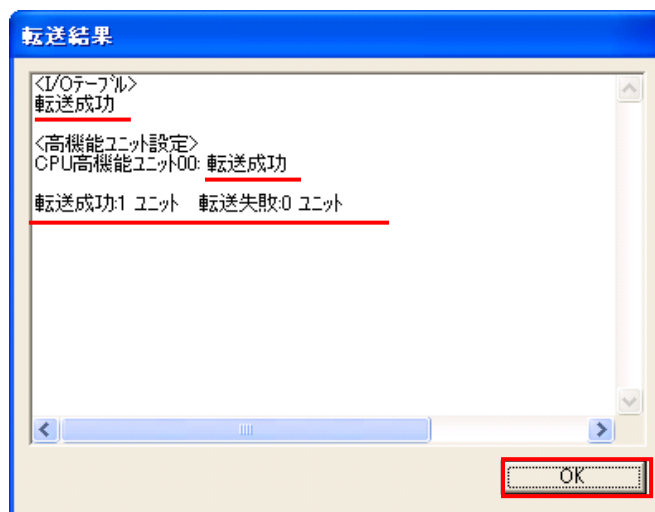 転送結果
<I/Oテーブル>
転送成功
<高機能ユニット設定>
CPU高機能ユニット00: 転送成功
転送成功:1 ユニット 転送失敗:0 ユニット
OK